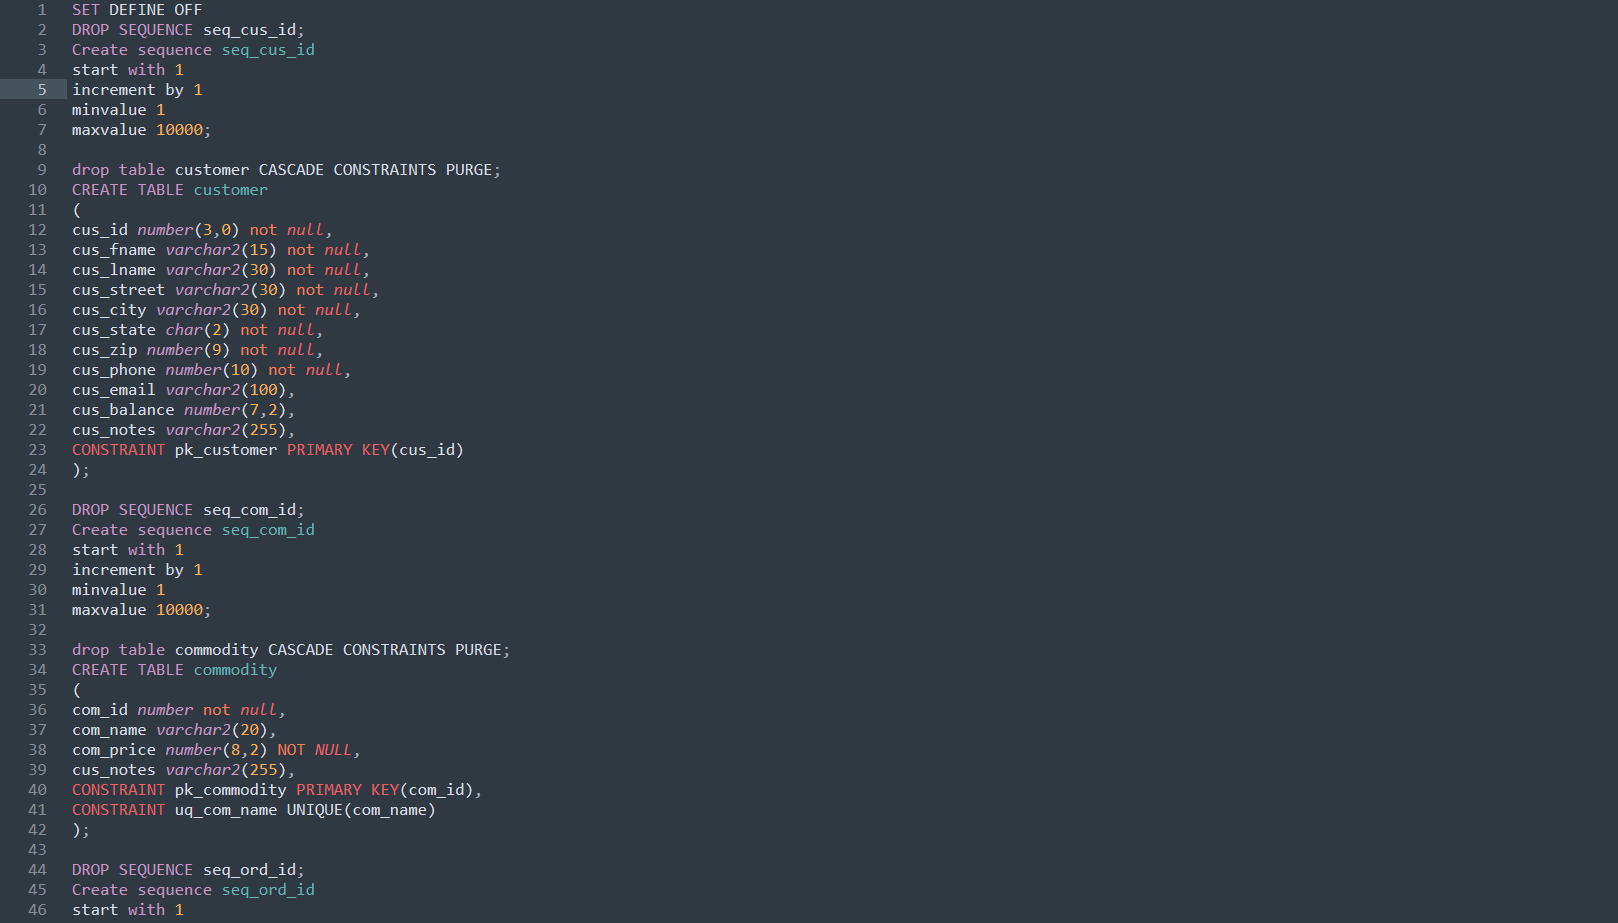 1 SET DEFINE OFF
2 DROP SEQUENCE seq_cus_id;
3 Create sequence seq_cus_id
4 start with 1
5 increment by 1
6 minvalue 1
7 maxvalue 10000;
8
9 drop table customer CASCADE CONSTRAINTS PURGE;
10 CREATE TABLE customer
11 (
12 cus_id number(3,0) not null,
13 cus_fname varchar2(15) not null,
14 cus_lname varchar2(30) not null,
15 cus_street varchar2(30) not null,
16 cus_city varchar2(30) not null,
17 cus_state char(2) not null,
18 cus_zip number(9) not null,
19 cus_phone number(10) not null,
20 cus_email varchar2(100),
21 cus_balance number(7,2),
22 cus_notes varchar2(255),
23 CONSTRAINT pk_customer PRIMARY KEY(cus_id)
24 );
25
26 DROP SEQUENCE seq_com_id;
27 Create sequence seq_com_id
28 start with 1
29 increment by 1
30 minvalue 1
31 maxvalue 10000;
32
33 drop table commodity CASCADE CONSTRAINTS PURGE;
34 CREATE TABLE commodity
35 (
36 com_id number not null,
37 com_name varchar2(20),
38 com_price number(8,2) NOT NULL,
39 cus_notes varchar2(255),
40 CONSTRAINT pk_commodity PRIMARY KEY(com_id),
41 CONSTRAINT uq_com_name UNIQUE(com_name)
42 );
43
44 DROP SEQUENCE seq_ord_id;
45 Create sequence seq_ord_id
46 start with 1